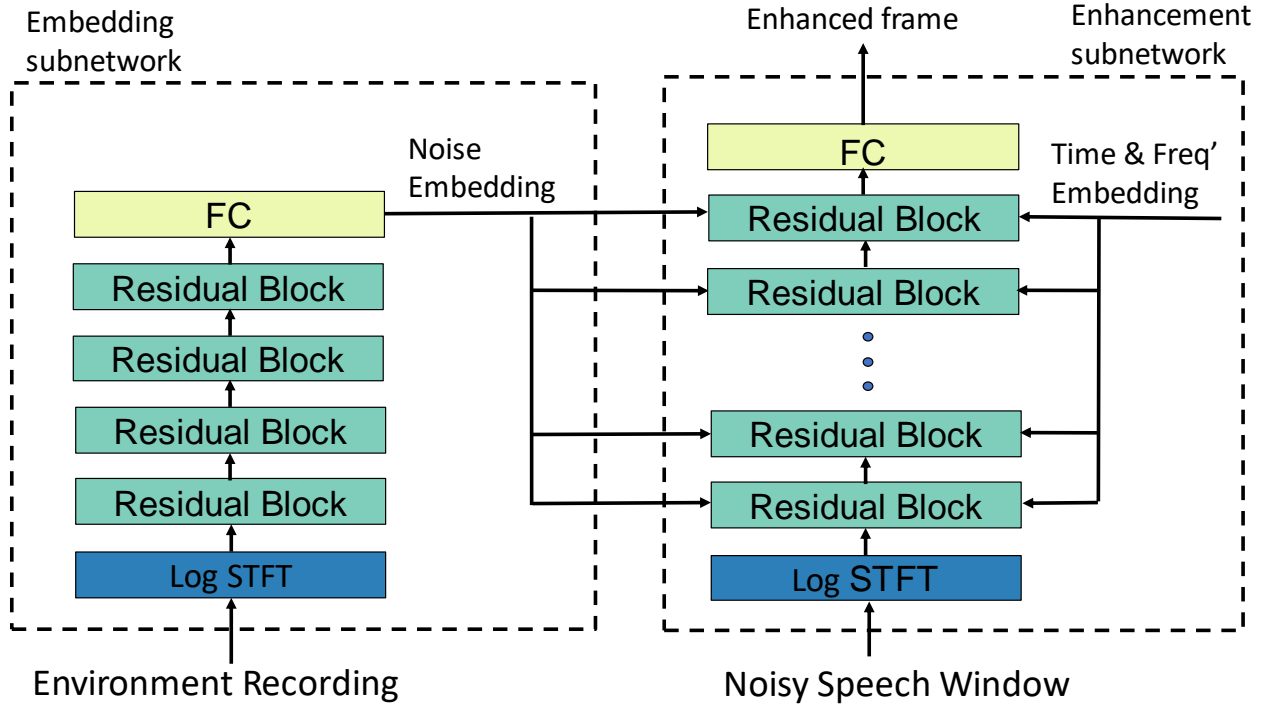 Embedding
subnetwork
Noise
Embedding
FC
Residual Block
Residual Block
Residual Block
Residual Block
Log STFT
Environment Recording
Enhanced frame
Enhancement
subnetwork
FC
Time & Freq’
Embedding
Residual Block
Residual Block
Residual Block
Residual Block
Log STFT
Noisy Speech Window